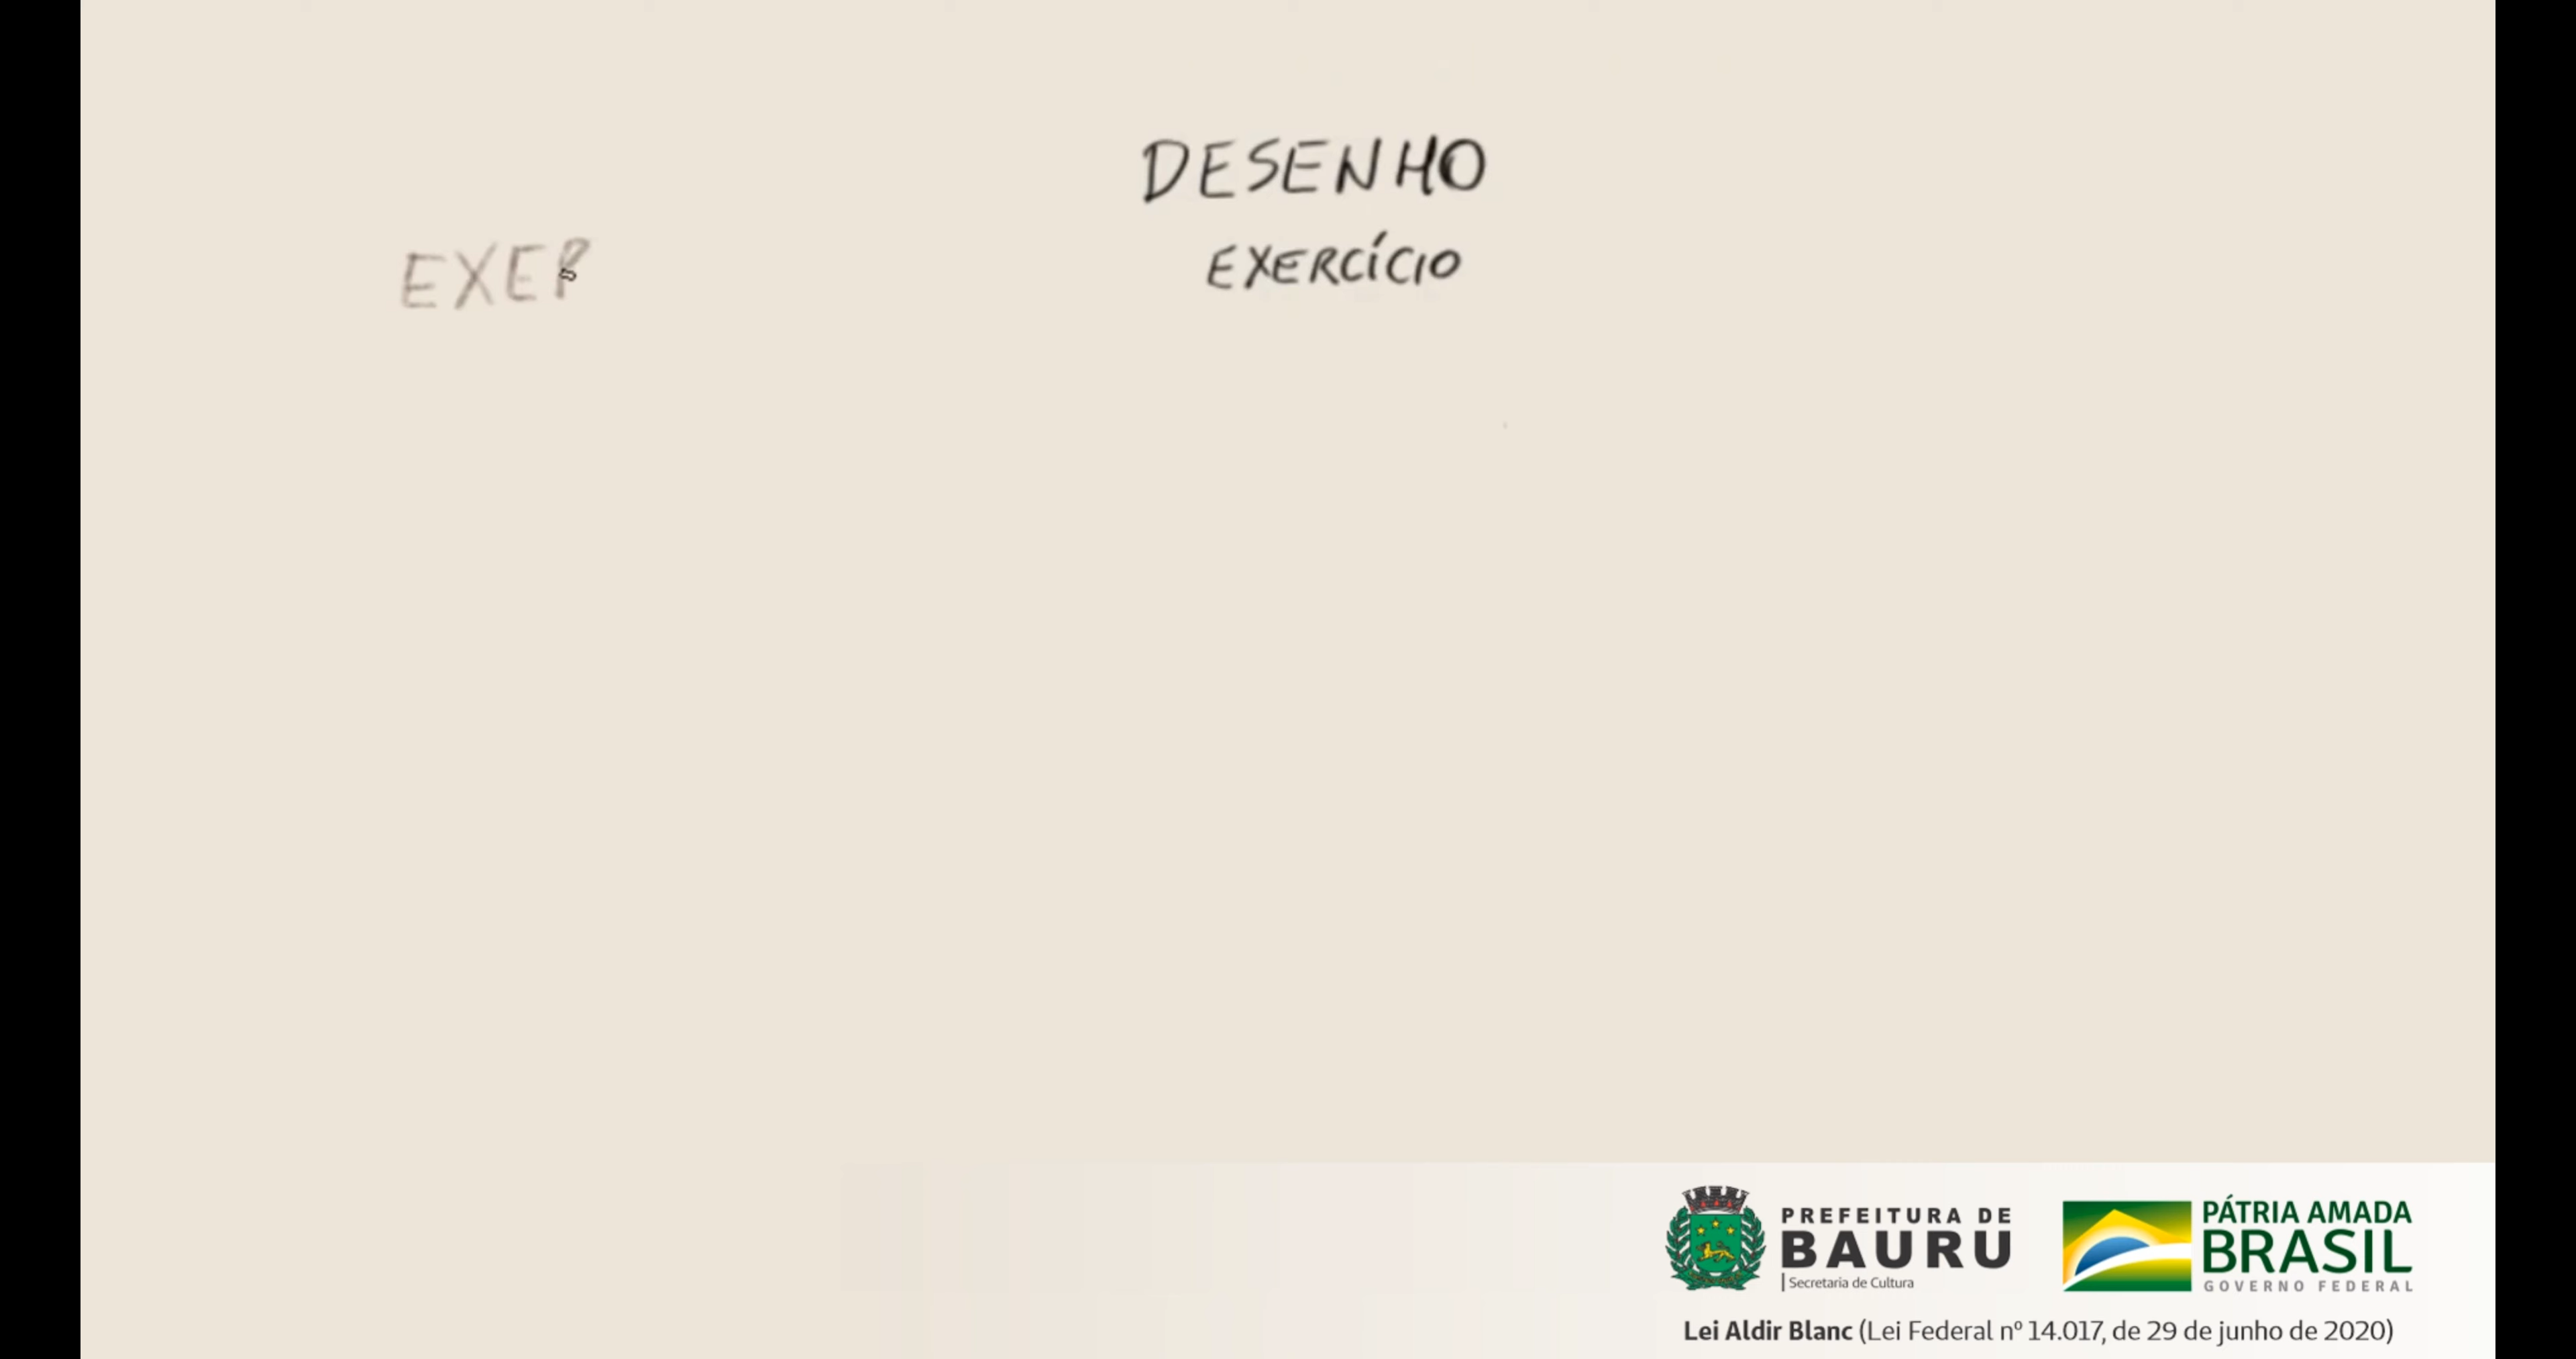 DESENHO
EXERCÍCIO
EXER
PREFEITURA DE
BAURU
Secretaria de Cultura
PÁTRIA AMADA
BRASIL
GOVERNO FEDERAL
Lei Aldir Blanc (Lei Federal nº 14.017, de 29 de junho de 2020)